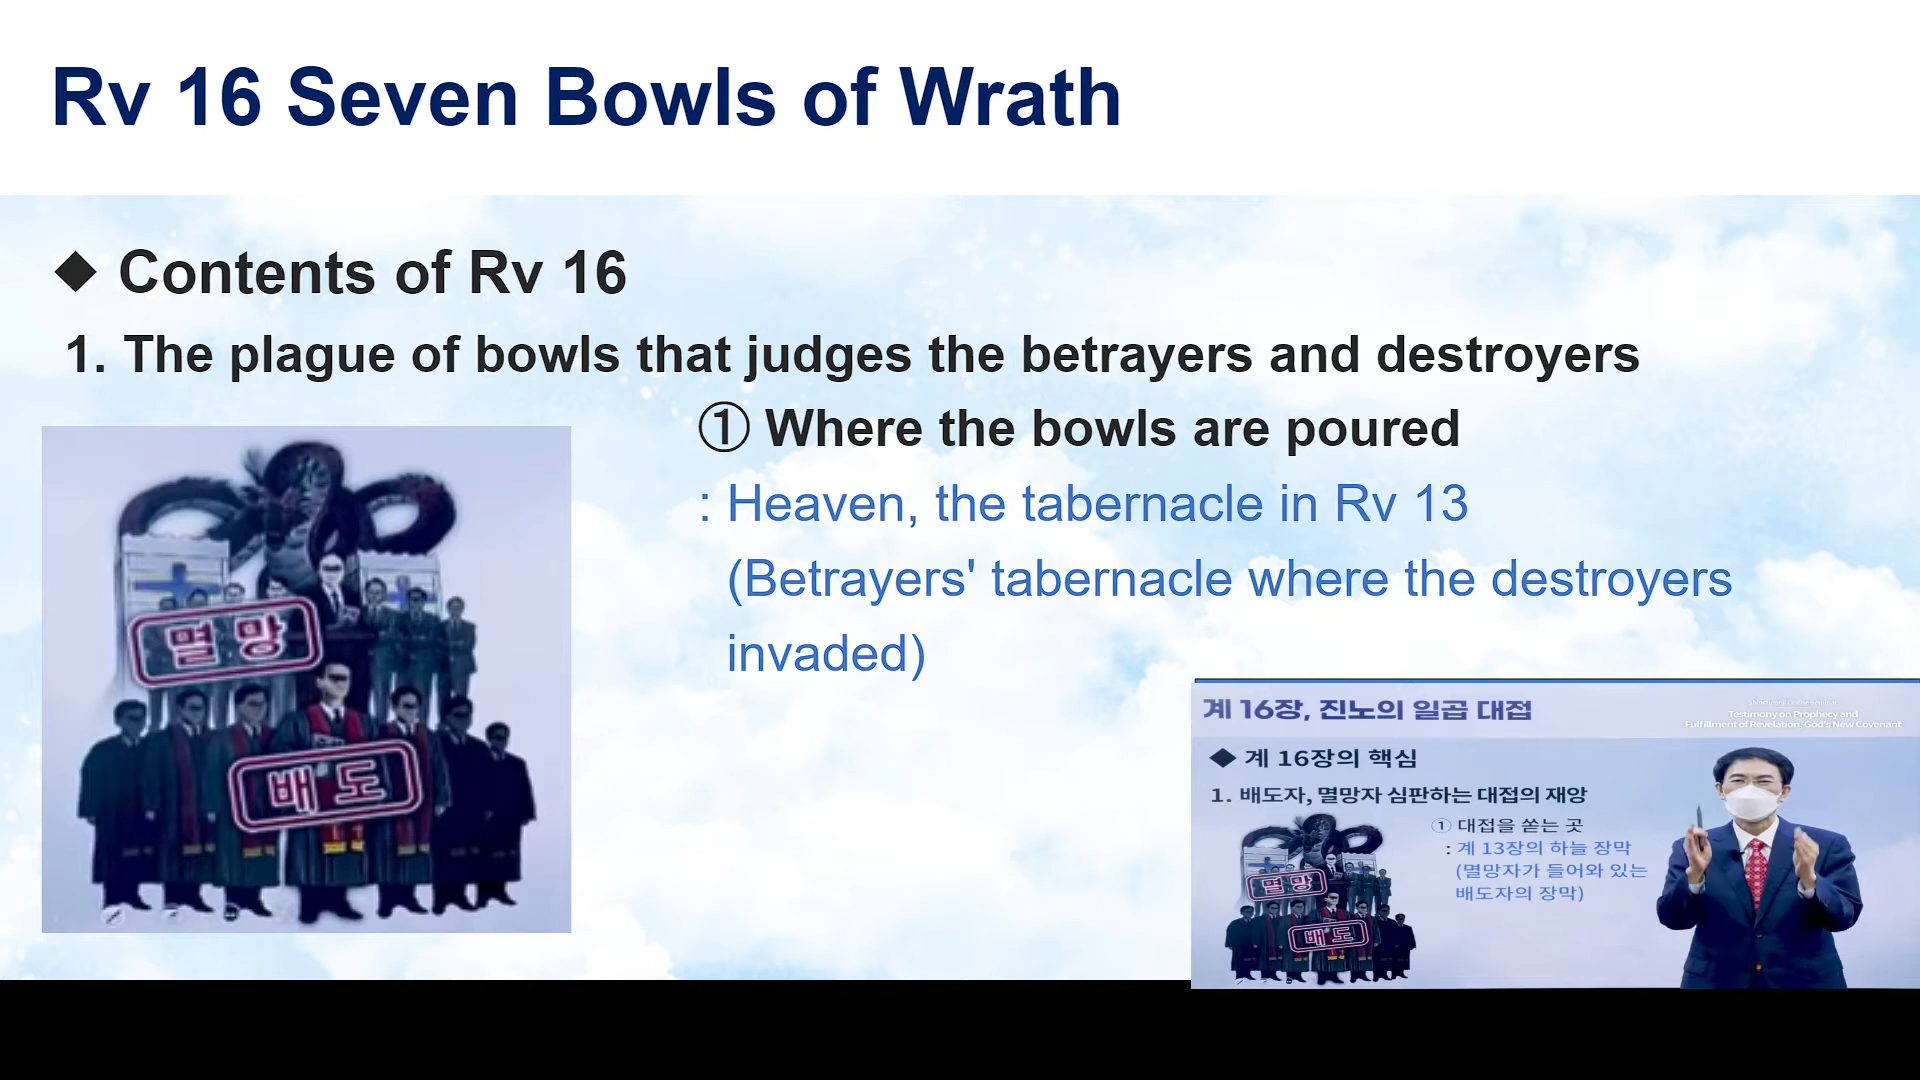 Rv 16 Seven Bowls of Wrath
◆ Contents of Rv 16
1. The plague of bowls that judges the betrayers and destroyers
① Where the bowls are poured
: Heaven, the tabernacle in Rv 13
(Betrayers' tabernacle where the destroyers
invaded)
멸망
배도
계 16장, 진노의 일곱 대접
Testimony on Prophecy and
Fulfillment of Revelation, God's New Covenant
◆ 계 16장의 핵심
1. 배도자, 멸망자 심판하는 대접의 재앙
① 대접을 쏟는 곳
: 계 13장의 하늘 장막
(멸망자가 들어와 있는
배도자의 장막)
멸망
배도